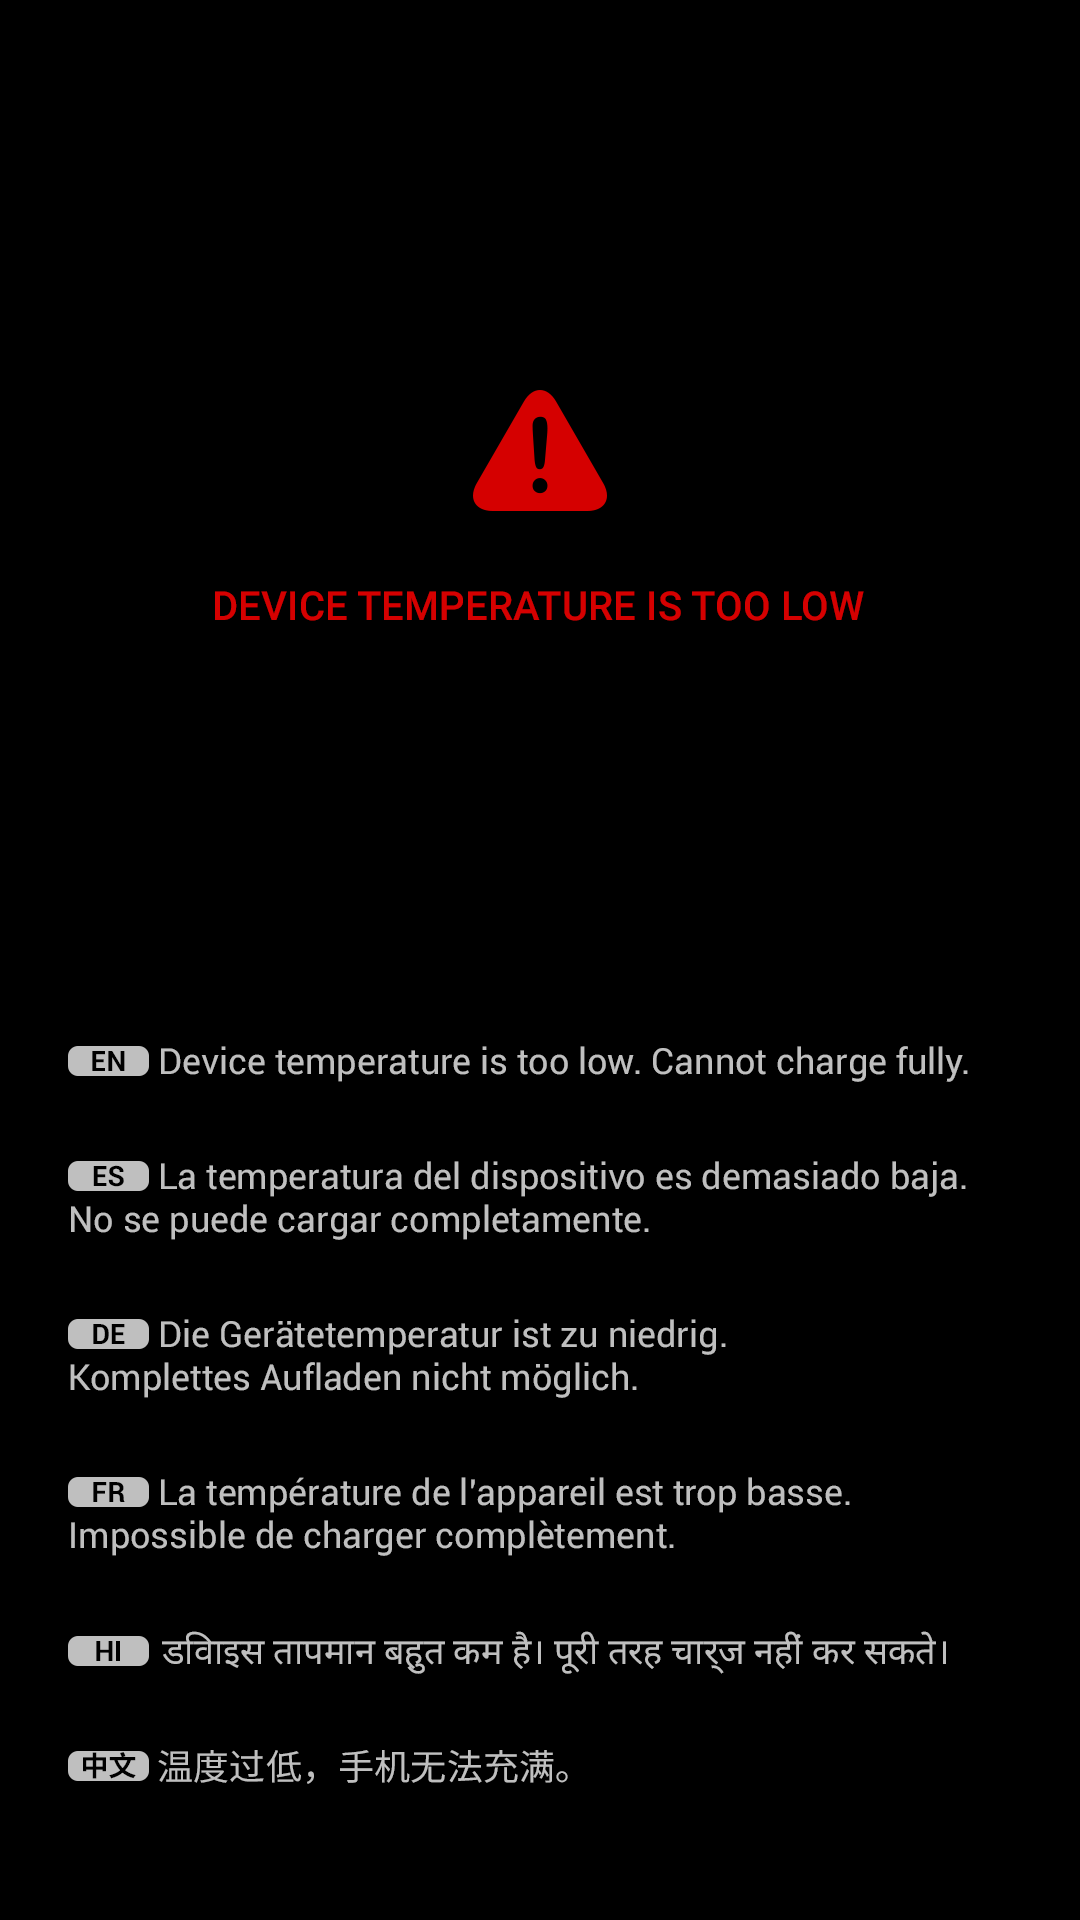 DEVICE TEMPERATURE IS TOO LOW
EN Device temperature is too low. Cannot charge fully.
ES La temperatura del dispositivo es demasiado baja.
No se puede cargar completamente.
DE Die Gerätetemperatur ist zu niedrig.
Komplettes Aufladen nicht möglich.
FR La température de l'appareil est trop basse.
Impossible de charger complètement.
HI डिवाइस तापमान बहुत कम है। पूरी तरह चार्ज नहीं कर सकते।
中文 温度过低，手机无法充满。